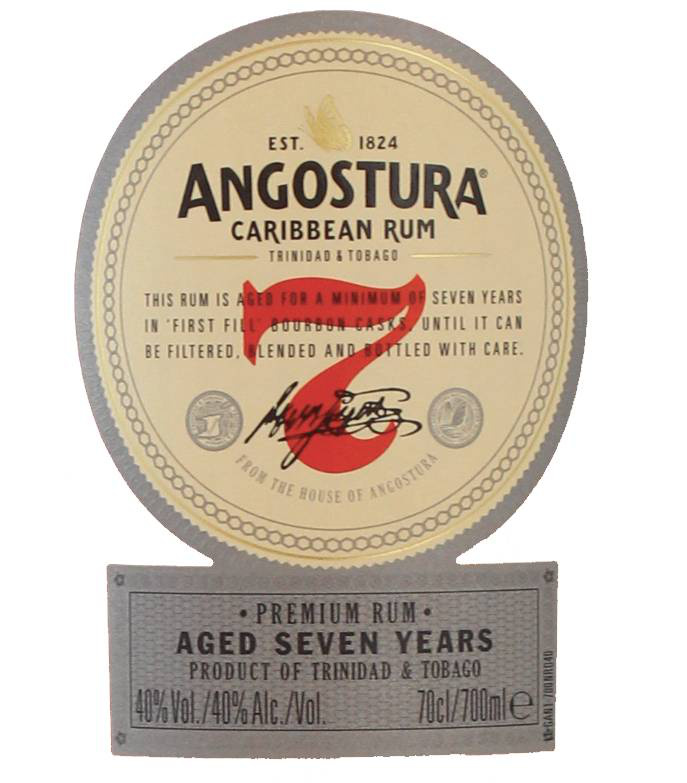 EST. 1824
ANGOSTURA®
CARIBBEAN RUM
TRINIDAD & TOBAGO
7
THIS RUM IS AGED FOR A MINIMUM OF SEVEN YEARS
IN 'FIRST FILL' BOURBON CASKS, UNTIL IT CAN
BE FILTERED, BLENDED AND BOTTLED WITH CARE.
FROM THE HOUSE OF ANGOSTURA
• PREMIUM RUM •
AGED SEVEN YEARS
PRODUCT OF TRINIDAD & TOBAGO
40% Vol./40% Alc./Vol. 70cl/700ml e